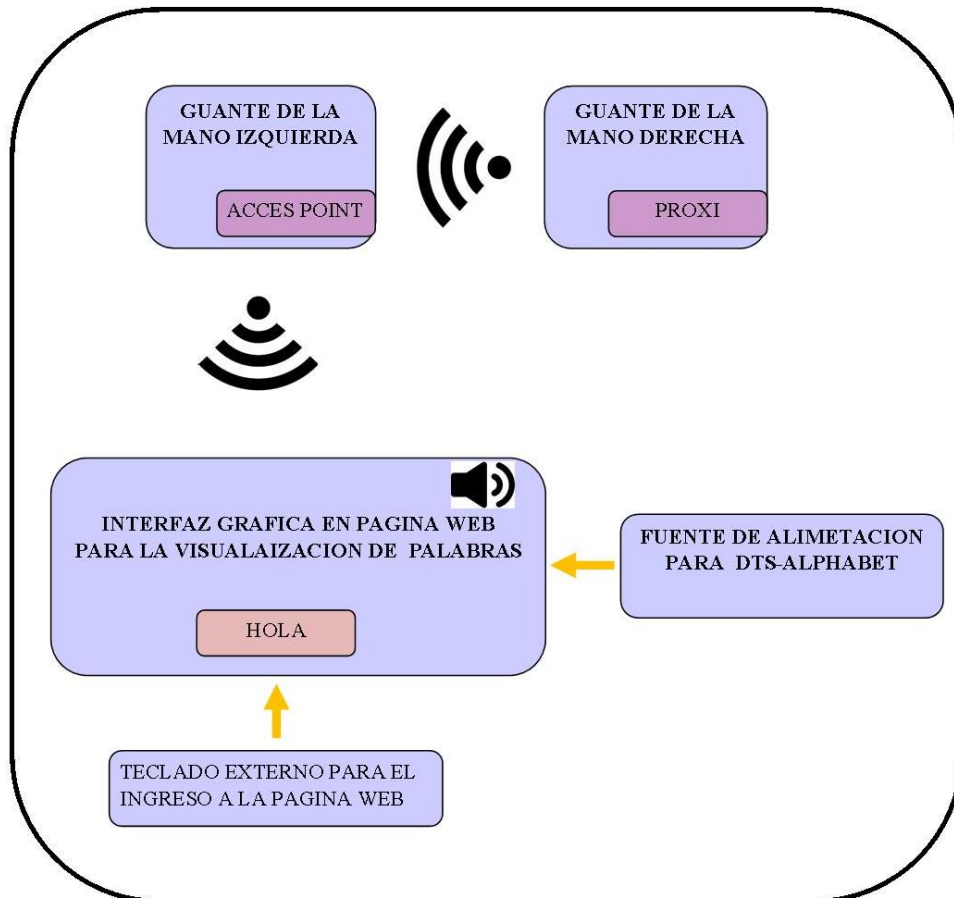 GUANTE DE LA
MANO IZQUIERDA
ACCES POINT
GUANTE DE LA
MANO DERECHA
PROXI
INTERFAZ GRAFICA EN PAGINA WEB
PARA LA VISUALAIZACION DE PALABRAS
HOLA
FUENTE DE ALIMETACION
PARA DTS-ALPHABET
TECLADO EXTERNO PARA EL
INGRESO A LA PAGINA WEB